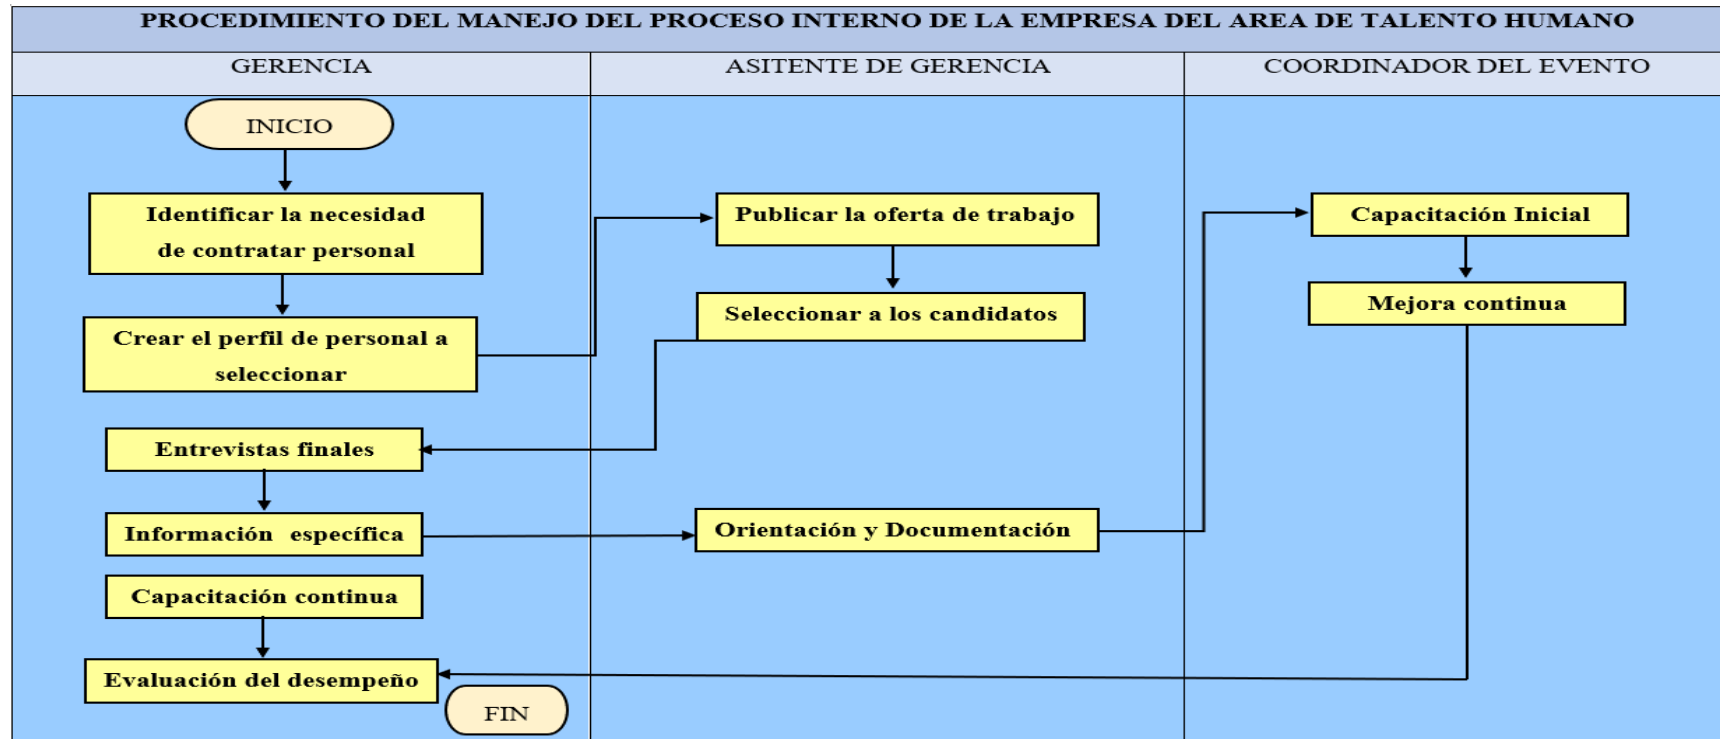 PROCEDIMIENTO DEL MANEJO DEL PROCESO INTERNO DE LA EMPRESA DEL AREA DE TALENTO HUMANO
GERENCIA
ASITENTE DE GERENCIA
COORDINADOR DEL EVENTO
INICIO
Identificar la necesidad
de contratar personal
Crear el perfil de personal a
seleccionar
Publicar la oferta de trabajo
Seleccionar a los candidatos
Entrevistas finales
Información específica
Orientación y Documentación
Capacitación Inicial
Mejora continua
Capacitación continua
Evaluación del desempeño
FIN